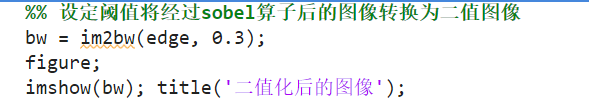 %% 设定阈值将经过sobel算子后的图像转换为二值图像
bw = im2bw(edge, 0.3);
figure;
imshow(bw); title('二值化后的图像');